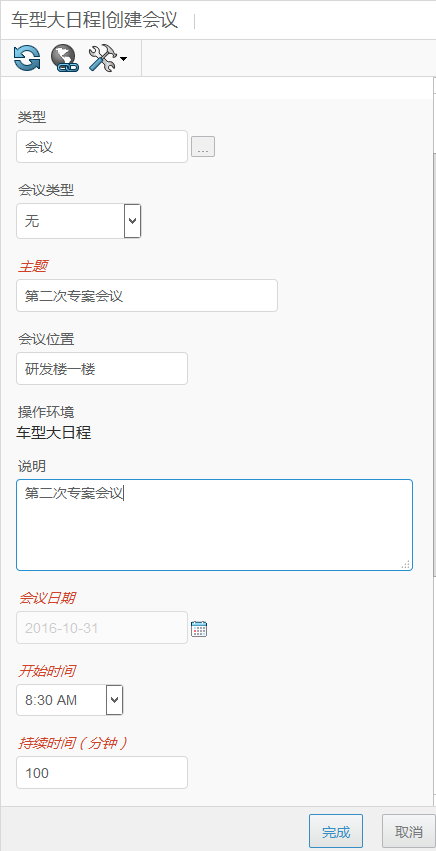 车型大日程|创建会议
类型
会议
...
会议类型
无
主题
第二次专案会议
会议位置
研发楼一楼
操作环境
车型大日程
说明
第二次专案会议
会议日期
2016-10-31
开始时间
8:30 AM
持续时间（分钟）
100
完成 取消